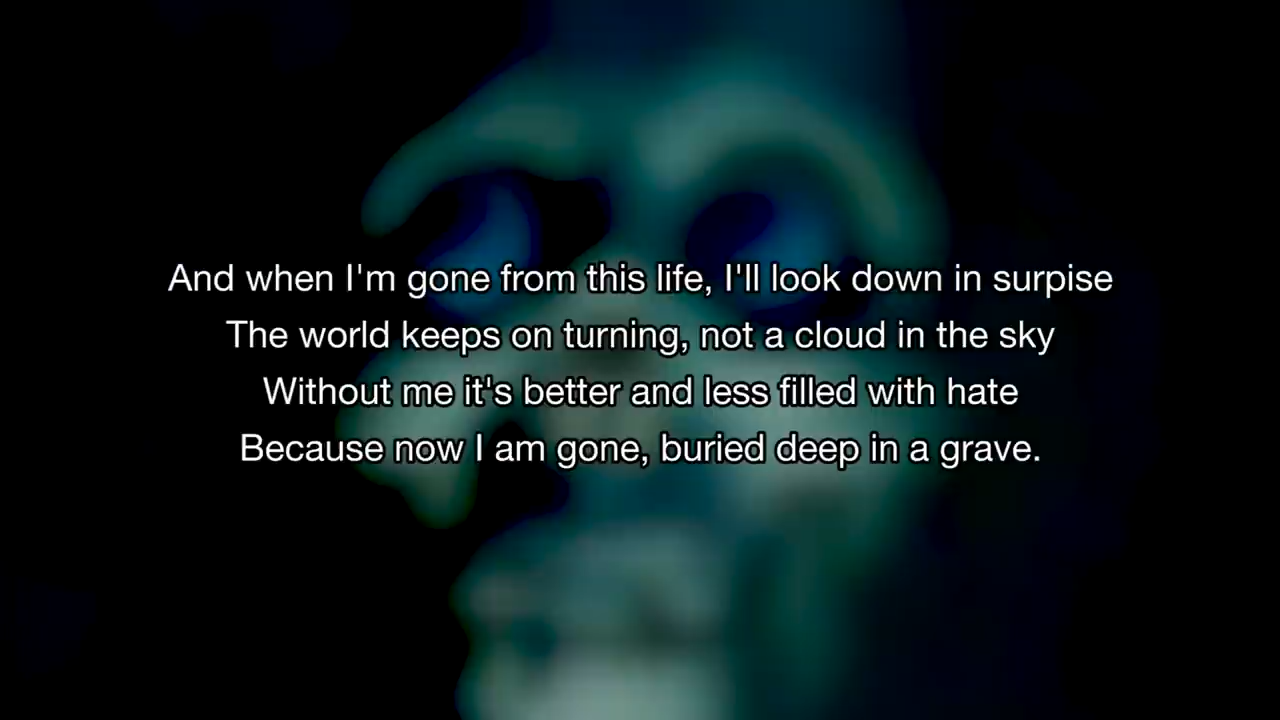 And when I'm gone from this life, I'll look down in surpise
The world keeps on turning, not a cloud in the sky
Without me it's better and less filled with hate
Because now I am gone, buried deep in a grave.